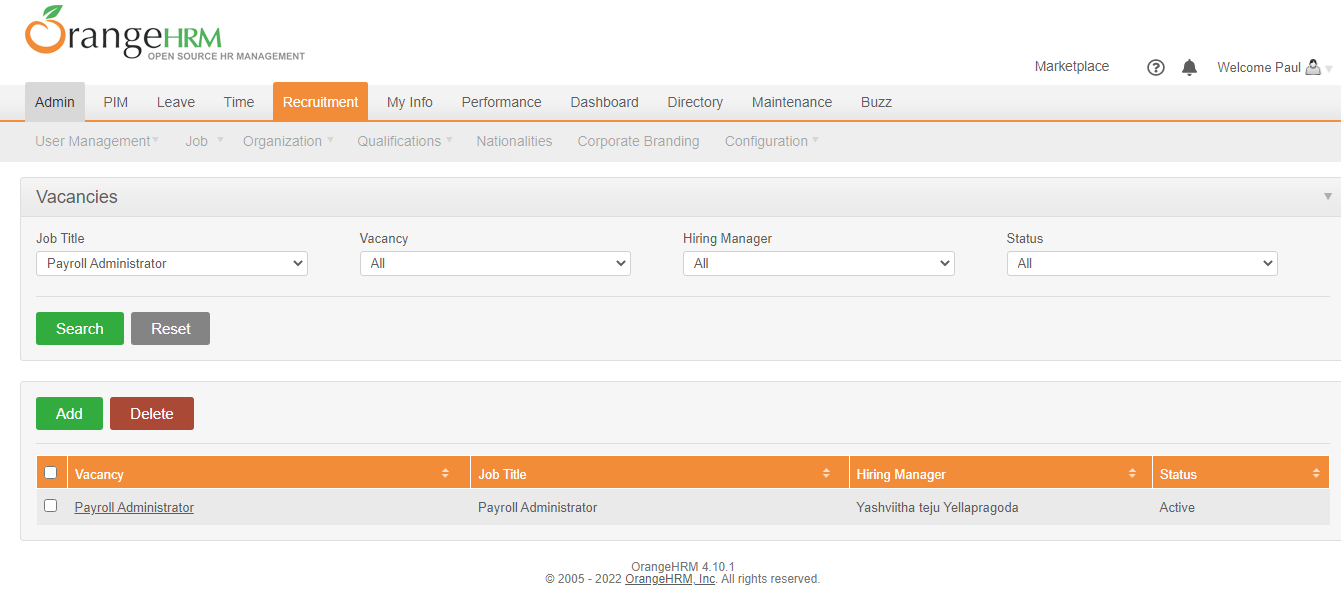 OrangeHRM
OPEN SOURCE HR MANAGEMENT
Marketplace ? Welcome Paul
Admin PIM Leave Time Recruitment My Info Performance Dashboard Directory Maintenance Buzz
User Management Job Organization Qualifications Nationalities Corporate Branding Configuration
Vacancies
Job Title Vacancy Hiring Manager Status
Payroll Administrator All All All
Search Reset
Add Delete
Vacancy Job Title Hiring Manager Status
Payroll Administrator Payroll Administrator Yashviitha teju Yellapragoda Active
OrangeHRM 4.10.1
© 2005 - 2022 OrangeHRM, Inc. All rights reserved.